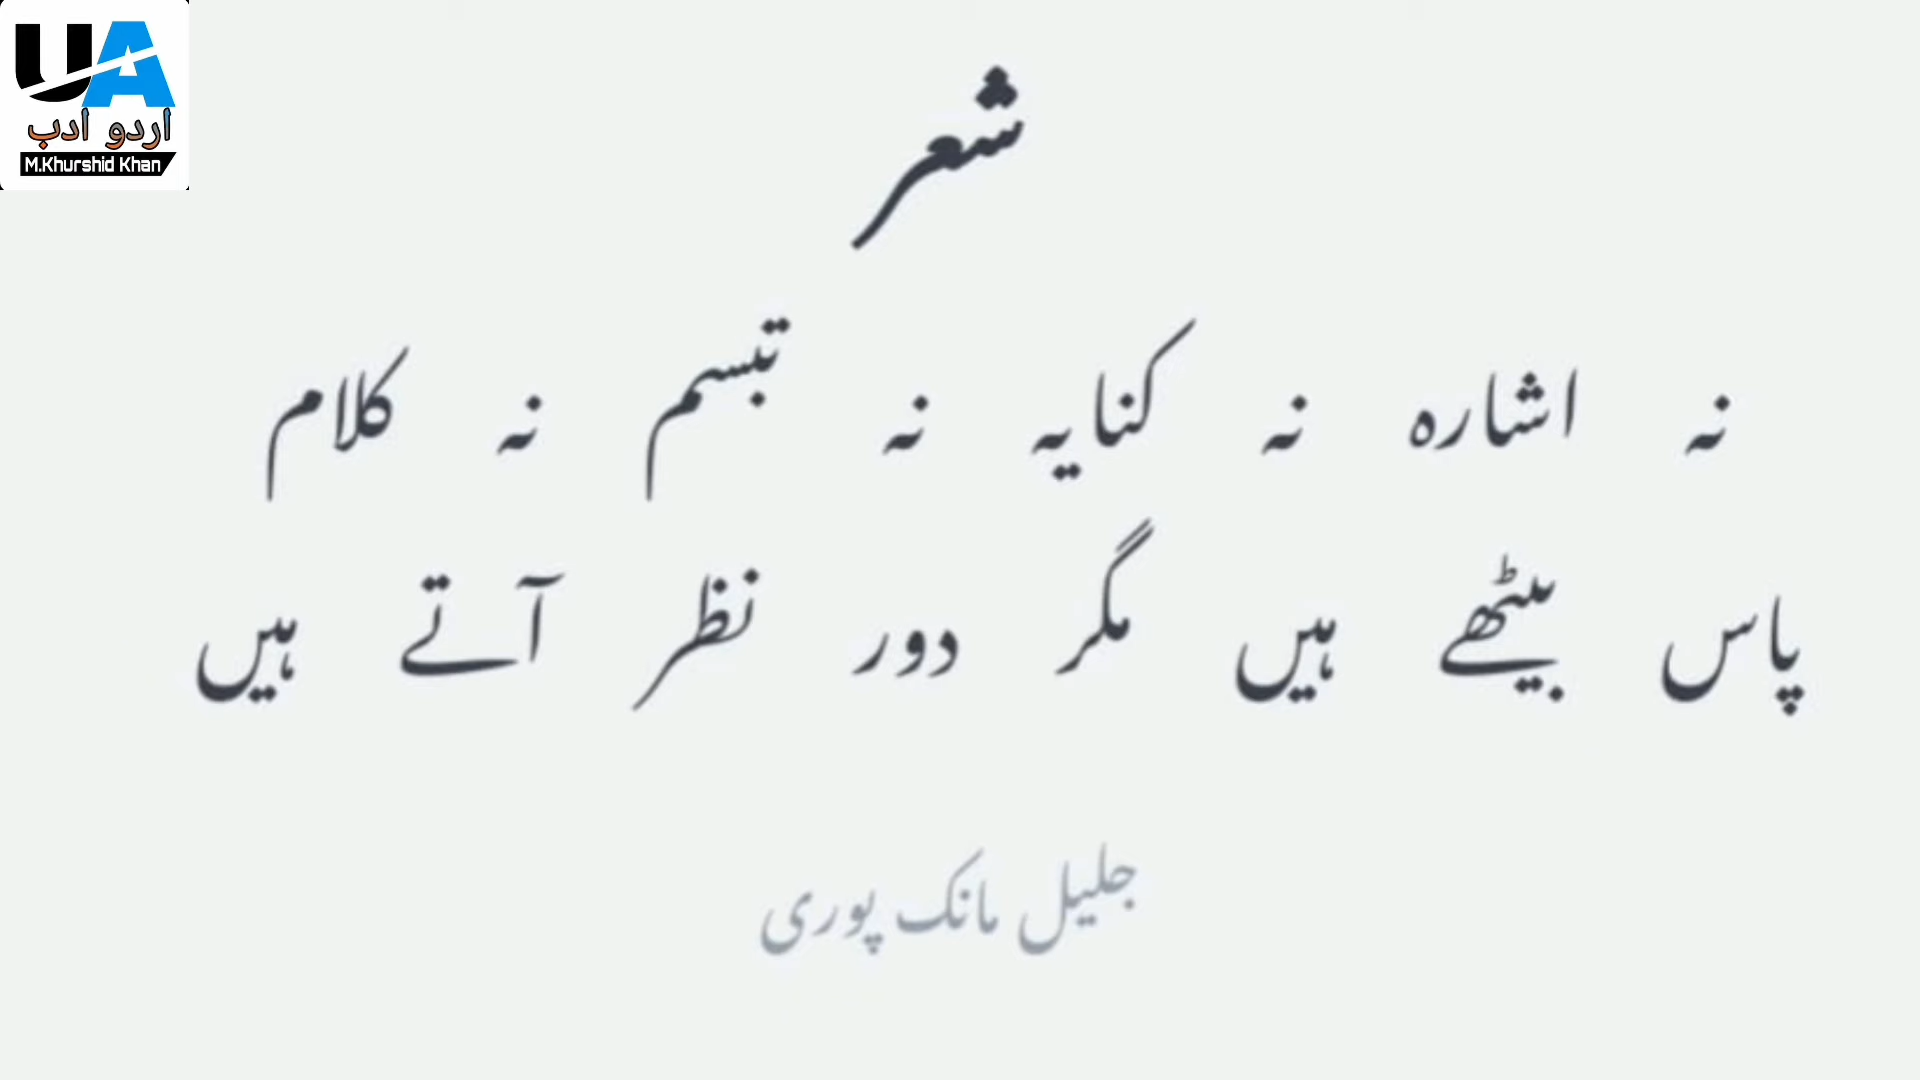 UA
اردو ادب
M.Khurshid Khan
شعر
نہ اشارہ نہ کنایہ نہ تبسم نہ کلام
پاس بیٹھے ہیں مگر دور نظر آتے ہیں
جلیل مانک پوری